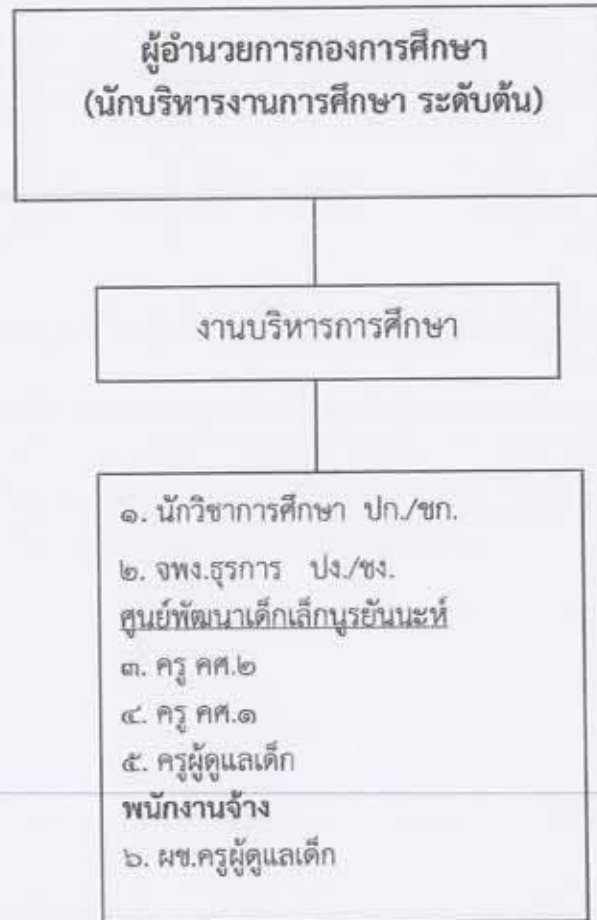 ผู้อำนวยการกองการศึกษา
(นักบริหารงานการศึกษา ระดับต้น)
งานบริหารการศึกษา
๑. นักวิชาการศึกษา ปก./ชก.
๒. จพง.ธุรการ ปง./ชง.
ศูนย์พัฒนาเด็กเล็กนูรยันนะห์
๓. ครู คศ.๒
๔. ครู คศ.๑
๕. ครูผู้ดูแลเด็ก
พนักงานจ้าง
๖. ผช.ครูผู้ดูแลเด็ก